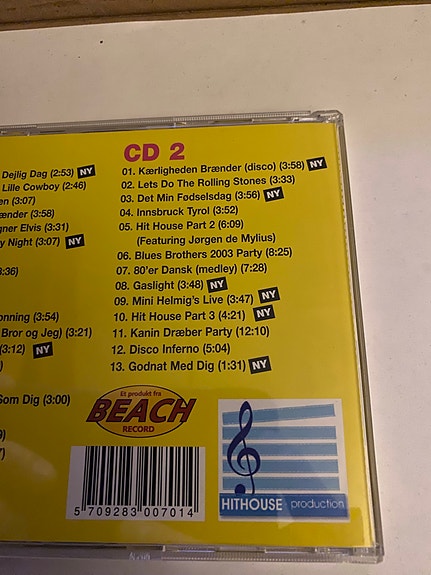 Dejlig Dag (2:53) NY
Lille Cowboy (2:46)
en (3:07)
ænder (3:58)
gner Elvis (3:31)
y Night (3:07) NY
3:36)
onning (3:54)
Bror og Jeg) (3:21)
(3:12) NY
)
Som Dig (3:00)
9)
7)
CD 2
01. Kærligheden Brænder (disco) (3:58) NY
02. Lets Do The Rolling Stones (3:33)
03. Det Min Fødselsdag (3:56) NY
04. Innsbruck Tyrol (3:52)
05. Hit House Part 2 (6:09)
(Featuring Jørgen de Mylius)
06. Blues Brothers 2003 Party (8:25)
07. 80'er Dansk (medley) (7:28)
08. Gaslight (3:48) NY
09. Mini Helmig's Live (3:47) NY
10. Hit House Part 3 (4:21) NY
11. Kanin Dræber Party (12:10)
12. Disco Inferno (5:04)
13. Godnat Med Dig (1:31) NY
Et produkt fra
BEACH
RECORD
5 709283 007014
HITHOUSE production